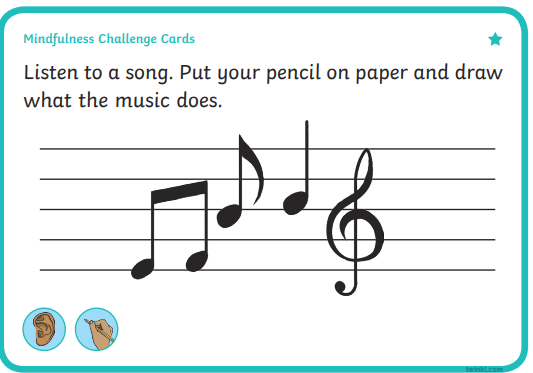 Mindfulness Challenge Cards
Listen to a song. Put your pencil on paper and draw
what the music does.
twinkl.com